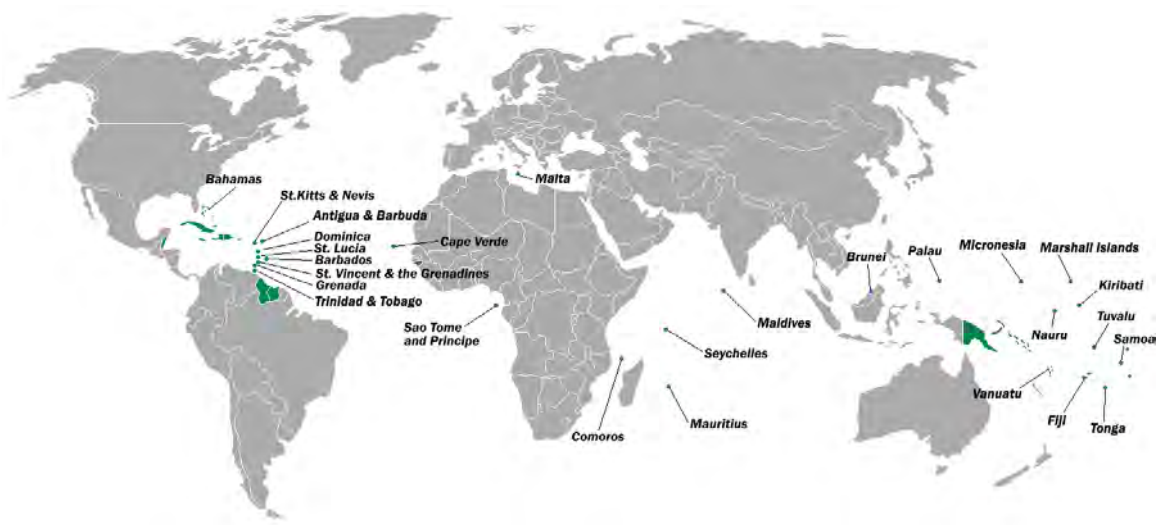 Bahamas
St.Kitts & Nevis
Antigua & Barbuda
Dominica
St. Lucia
Barbados
St. Vincent & the Grenadines
Grenada
Trinidad & Tobago
Malta
Cape Verde
Sao Tome
and Principe
Comoros
Maldives
Seychelles
Mauritius
Brunei
Palau
Micronesia
Marshall Islands
Kiribati
Nauru
Tuvalu
Samoa
Vanuatu
Fiji
Tonga